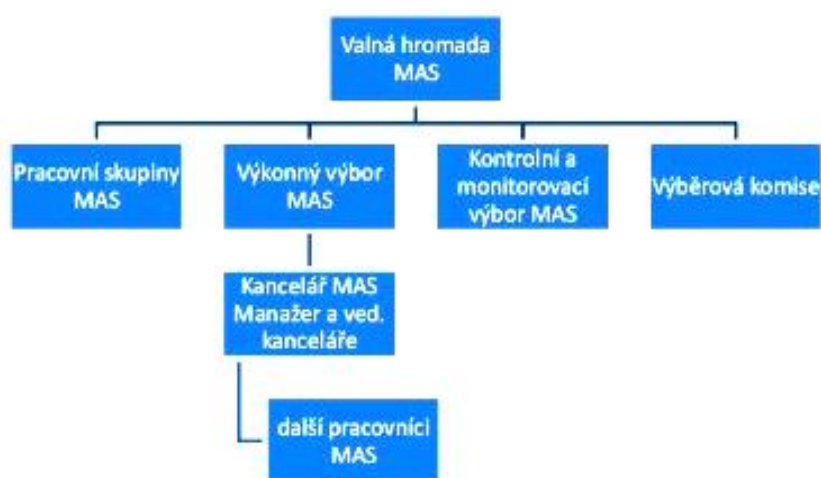 Valná hromada
MAS
Pracovní skupiny
MAS
Výkonný výbor
MAS
Kontrolní a
monitorovací
výbor MAS
Výběrová komise
Kancelář MAS
Manažer a ved.
kanceláře
další pracovníci
MAS